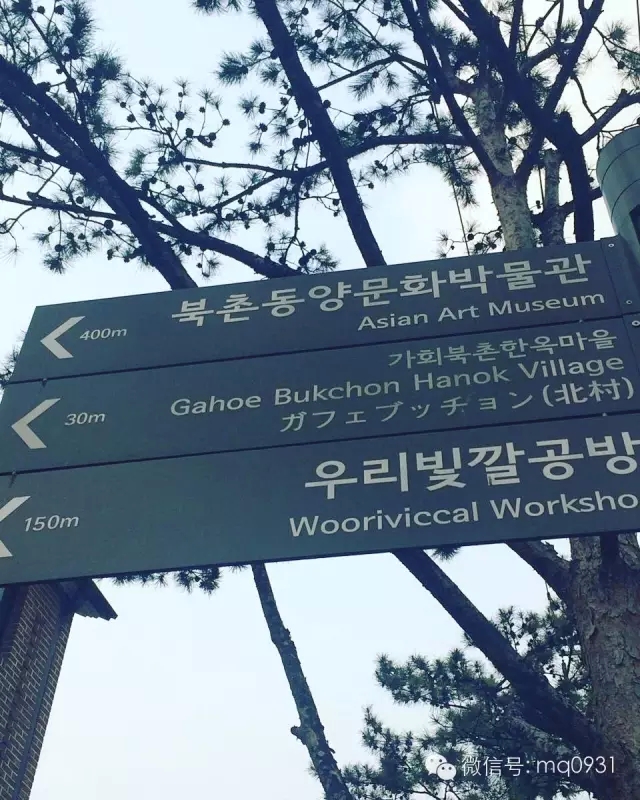 북촌동양문화박물관
400m
Asian Art Museum
가회북촌한옥마을
30m
Gahoe Bukchon Hanok Village
ガフェブッチョン(北村)
우리빛깔공방
150m
Wooriviccal Worksho
微信号: mq0931